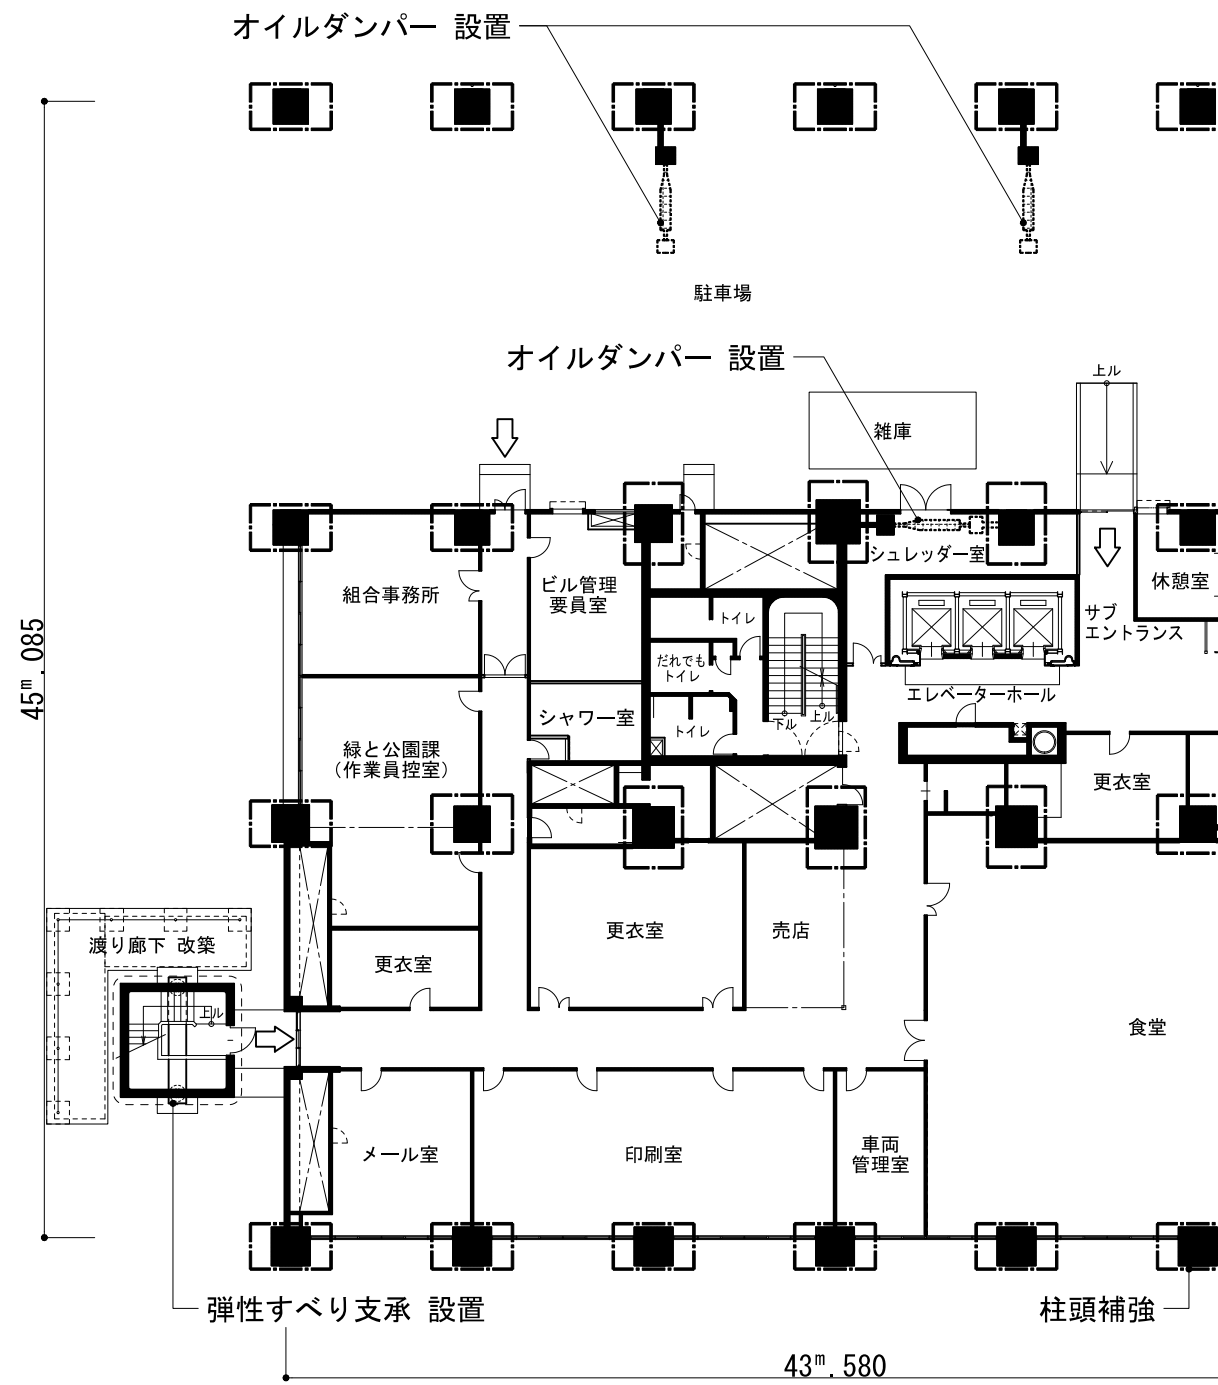 オイルダンパー 設置
駐車場
オイルダンパー 設置
上ル
雑庫
シュレッダー室
組合事務所
ビル管理
要員室
休憩室
トイレ
サブ
エントランス
だれでも
トイレ
エレベーターホール
45m.085
シャワー室
トイレ
下ル
上ル
緑と公園課
(作業員控室)
更衣室
渡り廊下 改築
更衣室
更衣室
売店
上ル
食堂
メール室
印刷室
車両
管理室
弾性すべり支承 設置
柱頭補強
43m.580